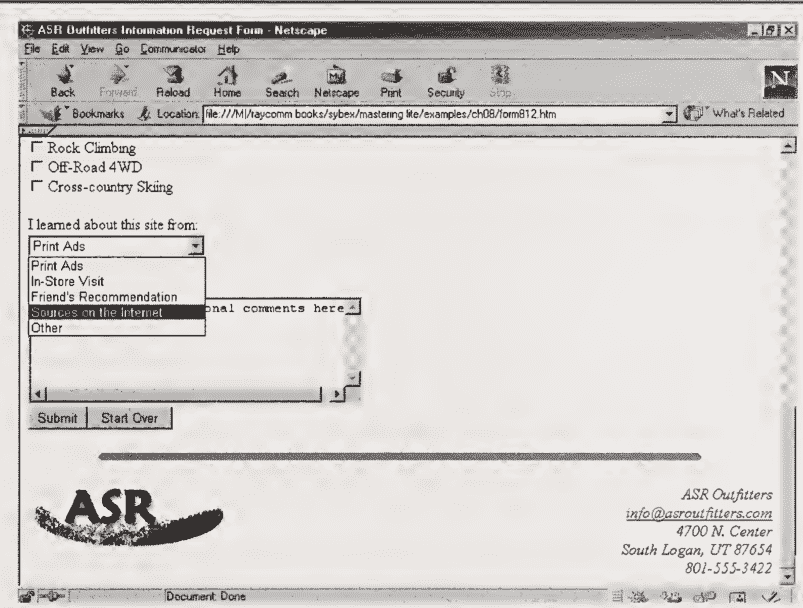 ASR Outfitters Information Request Form - Netscape
File Edit View Go Communicator Help
Back Forward Reload Home Search Netscape Print Security Stop
Bookmarks Location: file:///M|/raycomm books/sybex/mastering lite/examples/ch08/form812.htm What's Related
Rock Climbing
Off-Road 4WD
Cross-country Skiing
I learned about this site from:
Print Ads
Print Ads
In-Store Visit
Friend's Recommendation
Sources on the Internet
onal comments here
Other
Submit Start Over
ASR
ASR Outfitters
info@asroutfitters.com
4700 N. Center
South Logan, UT 87654
801-555-3422
Document: Done